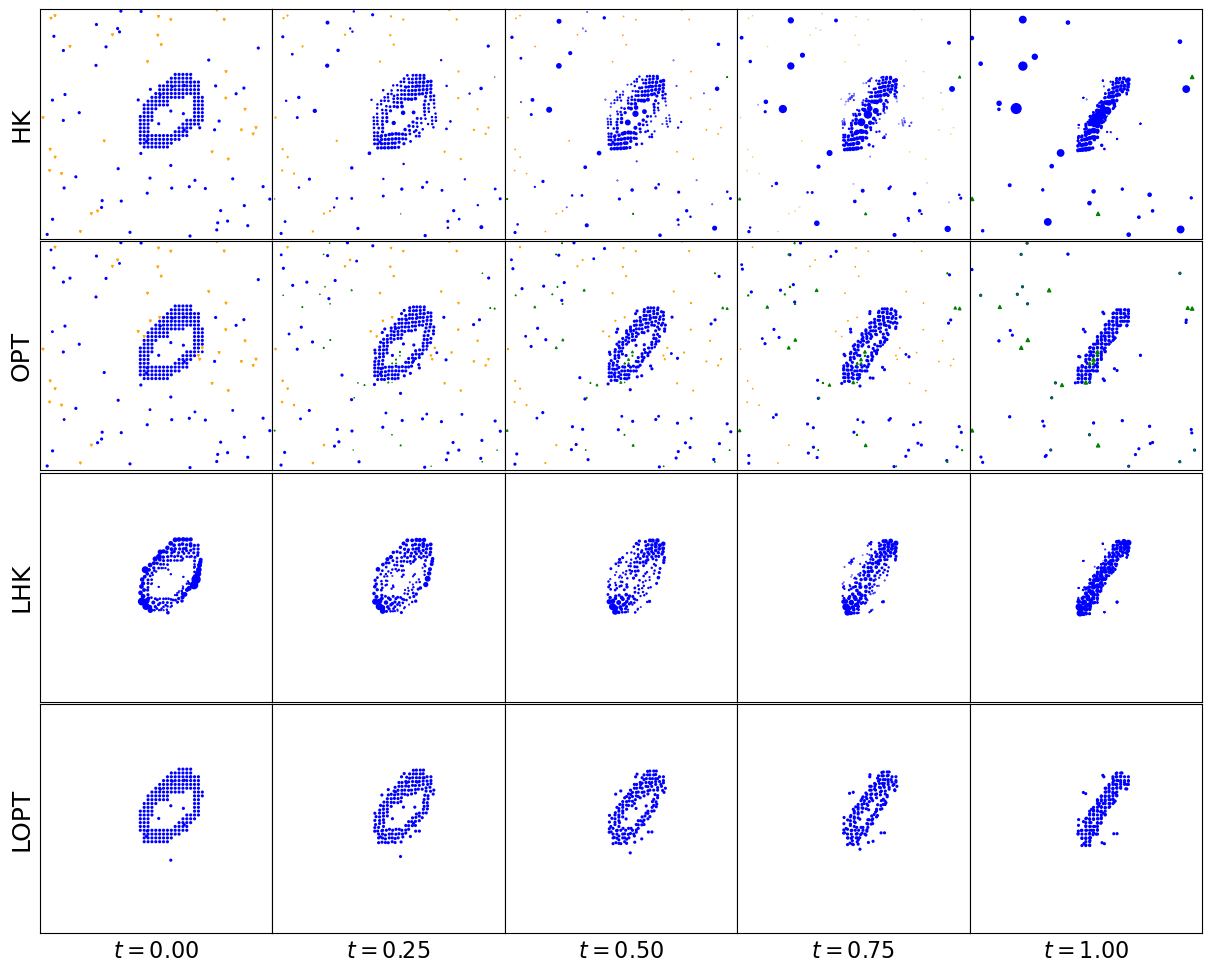 HK
OPT
LHK
LOPT
t = 0.00 t = 0.25 t = 0.50 t = 0.75 t = 1.00